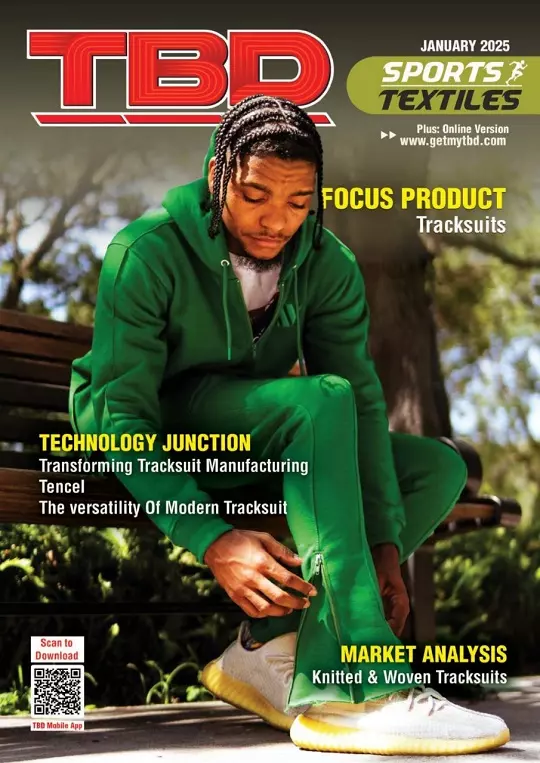 TBD
JANUARY 2025
SPORTS
TEXTILES
Plus: Online Version
www.getmytbd.com
FOCUS PRODUCT
Tracksuits
TECHNOLOGY JUNCTION
Transforming Tracksuit Manufacturing
Tencel
The versatility Of Modern Tracksuit
Scan to
Download
TBD Mobile App
MARKET ANALYSIS
Knitted & Woven Tracksuits